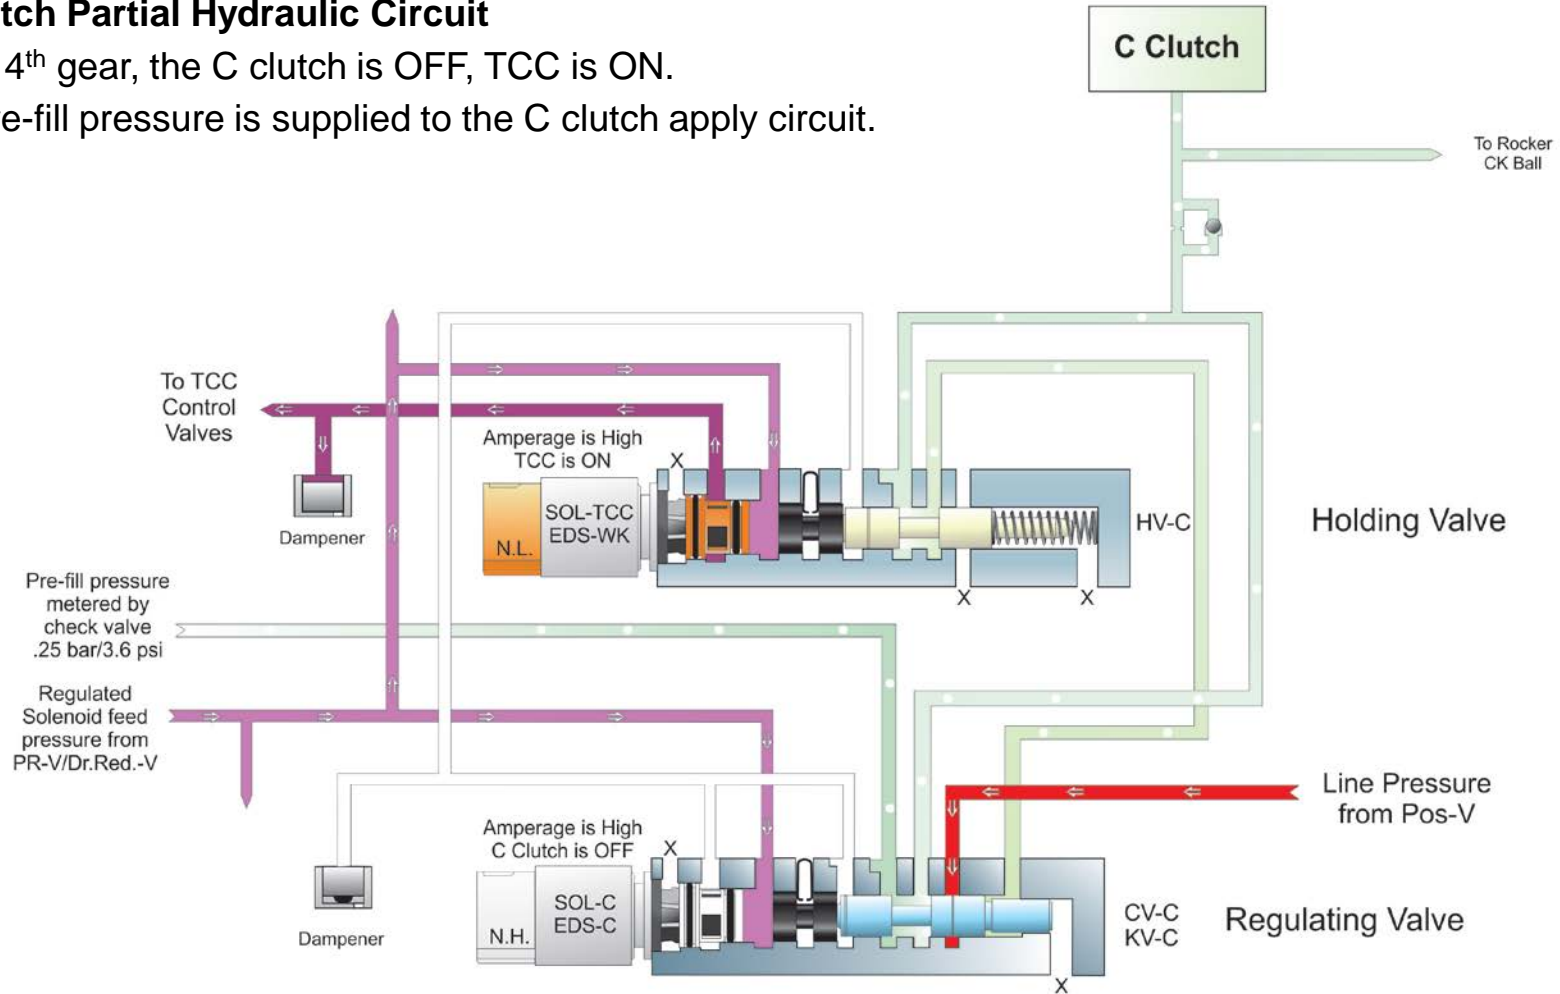 tch Partial Hydraulic Circuit
4th gear, the C clutch is OFF, TCC is ON.
e-fill pressure is supplied to the C clutch apply circuit.
C Clutch
To Rocker
CK Ball
To TCC
Control
Valves
Amperage is High
TCC is ON
X
SOL-TCC
EDS-WK
N.L.
HV-C
Holding Valve
Dampener
X
X
Pre-fill pressure
metered by
check valve
.25 bar/3.6 psi
Regulated
Solenoid feed
pressure from
PR-V/Dr.Red.-V
Line Pressure
from Pos-V
Amperage is High
C Clutch is OFF
X
SOL-C
EDS-C
N.H.
CV-C
KV-C
Regulating Valve
Dampener
X